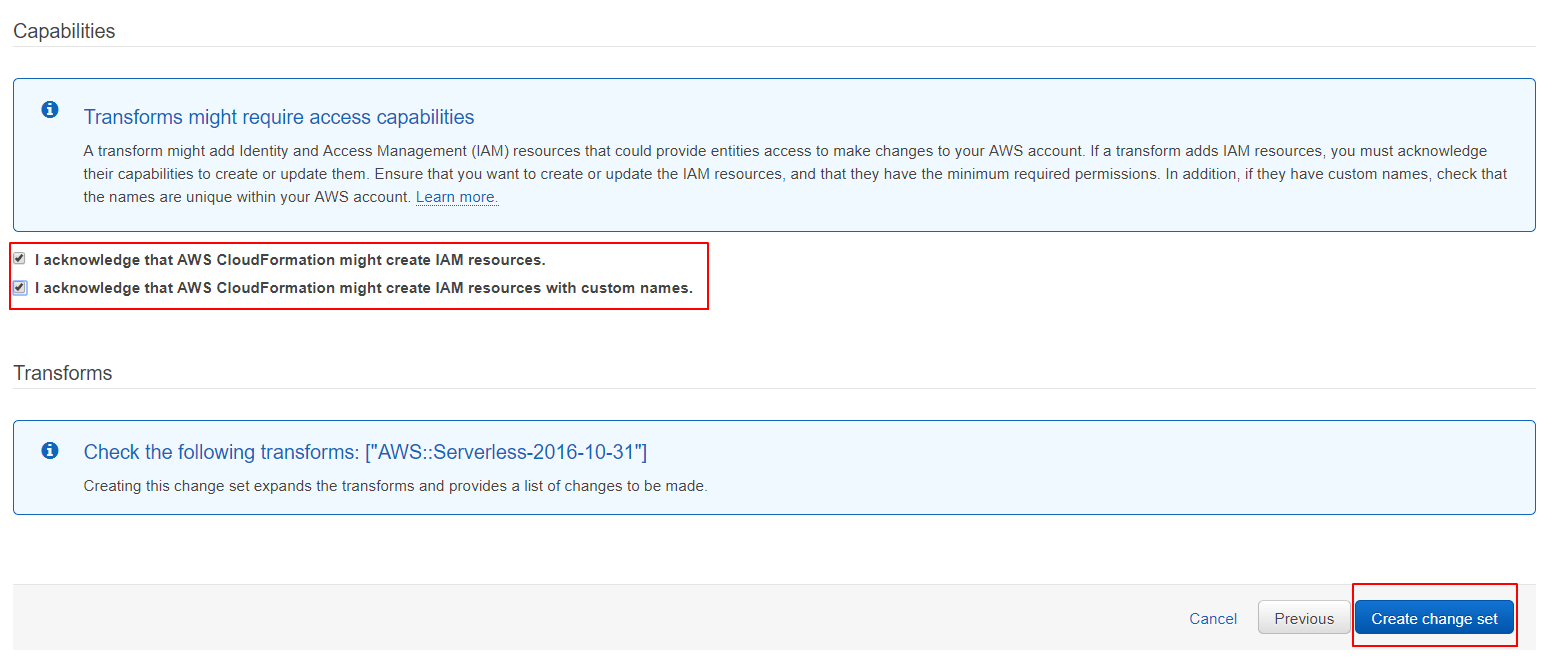 Capabilities
Transforms might require access capabilities
A transform might add Identity and Access Management (IAM) resources that could provide entities access to make changes to your AWS account. If a transform adds IAM resources, you must acknowledge
their capabilities to create or update them. Ensure that you want to create or update the IAM resources, and that they have the minimum required permissions. In addition, if they have custom names, check that
the names are unique within your AWS account. Learn more.
I acknowledge that AWS CloudFormation might create IAM resources.
I acknowledge that AWS CloudFormation might create IAM resources with custom names.
Transforms
Check the following transforms: ["AWS::Serverless-2016-10-31"]
Creating this change set expands the transforms and provides a list of changes to be made.
Cancel Previous Create change set